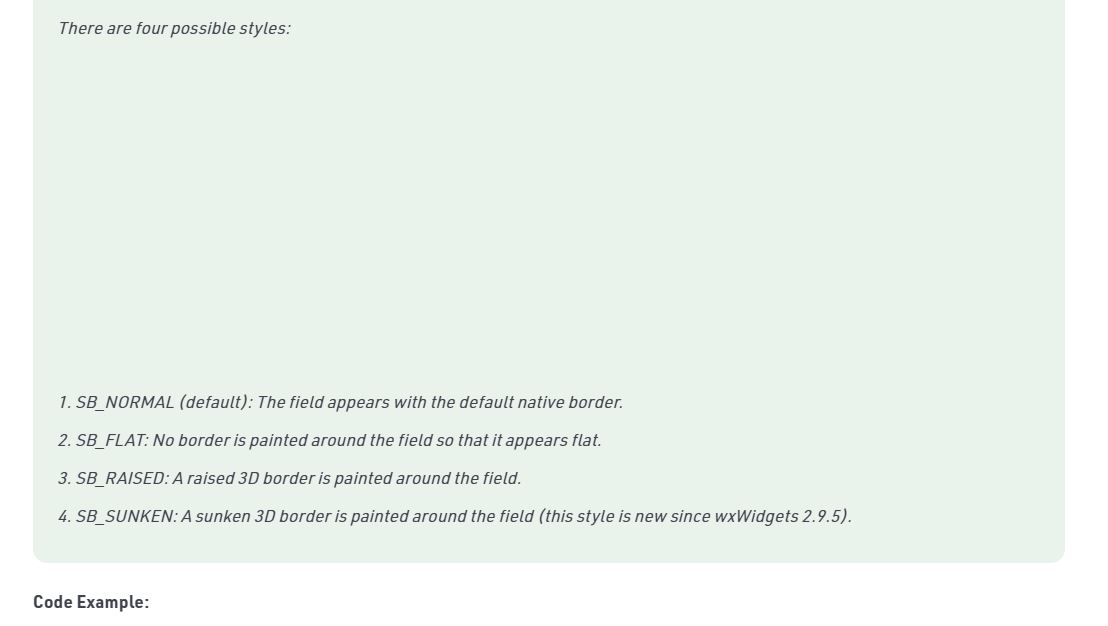 There are four possible styles:
1. SB_NORMAL (default): The field appears with the default native border.
2. SB_FLAT: No border is painted around the field so that it appears flat.
3. SB_RAISED: A raised 3D border is painted around the field.
4. SB_SUNKEN: A sunken 3D border is painted around the field (this style is new since wxWidgets 2.9.5).
Code Example: